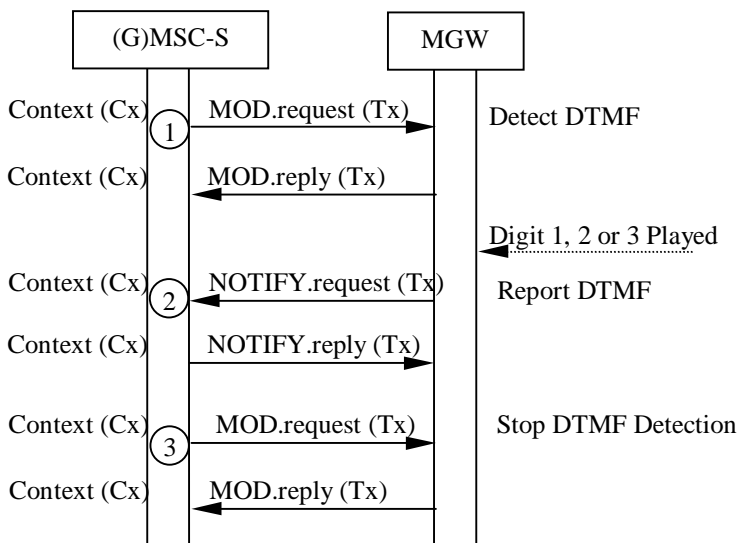 (G)MSC-S MGW
Context (Cx) 1 MOD.request (Tx) Detect DTMF
Context (Cx) MOD.reply (Tx)
Digit 1, 2 or 3 Played
Context (Cx) 2 NOTIFY.request (Tx) Report DTMF
Context (Cx) NOTIFY.reply (Tx)
Context (Cx) 3 MOD.request (Tx) Stop DTMF Detection
Context (Cx) MOD.reply (Tx)